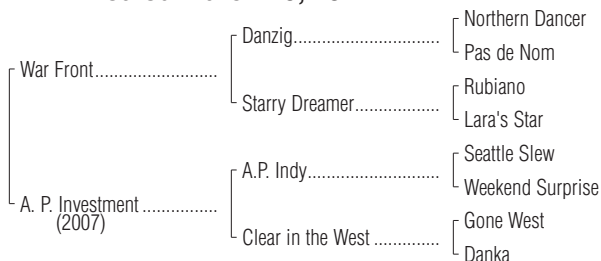 Northern Dancer
Danzig
Pas de Nom
War Front
Rubiano
Starry Dreamer
Lara's Star
Seattle Slew
A.P. Indy
Weekend Surprise
A. P. Investment
(2007)
Gone West
Clear in the West
Danka